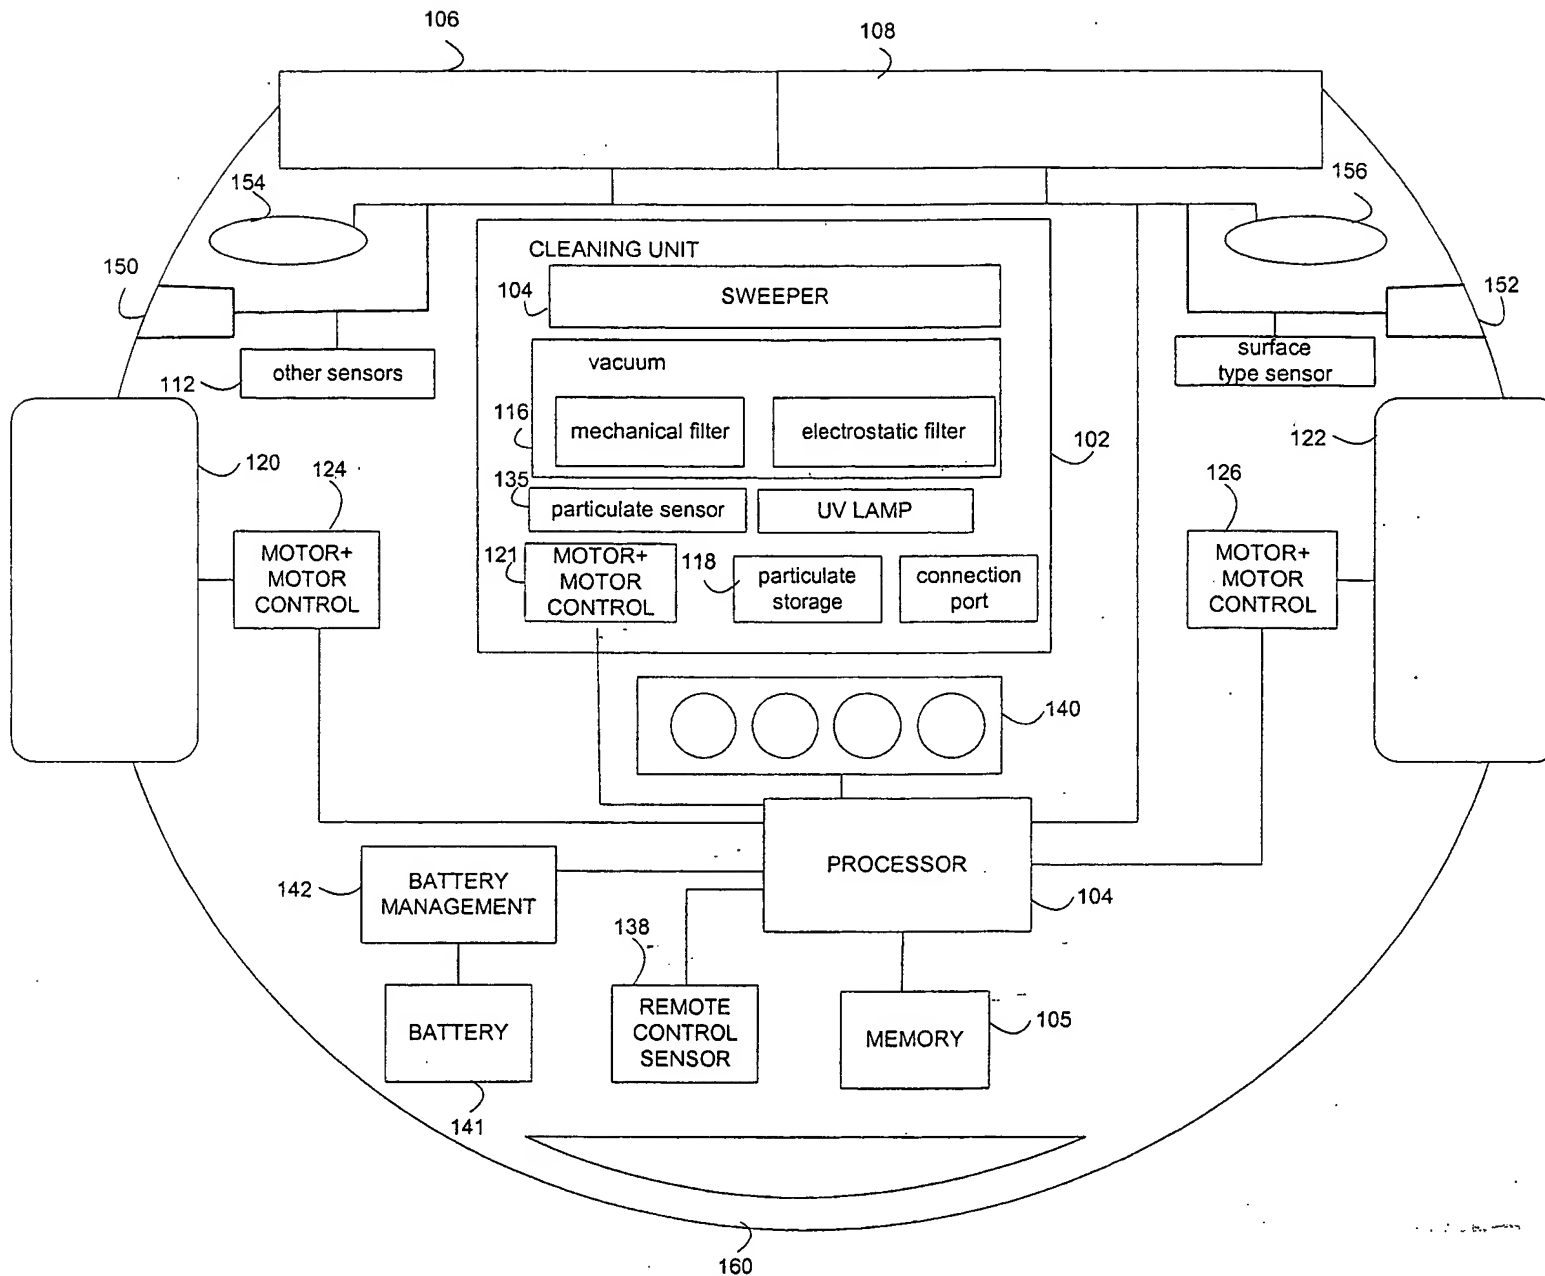 106
108
154
156
CLEANING UNIT
150
104
SWEEPER
152
vacuum
surface
type sensor
other sensors
112
116
mechanical filter
electrostatic filter
102
122
120
124
135
126
particulate sensor
UV LAMP
MOTOR+
MOTOR
CONTROL
121
MOTOR+
MOTOR
CONTROL
118
particulate
storage
connection
port
MOTOR+
MOTOR
CONTROL
140
PROCESSOR
142
BATTERY
MANAGEMENT
104
138
BATTERY
REMOTE
CONTROL
SENSOR
MEMORY
105
141
160